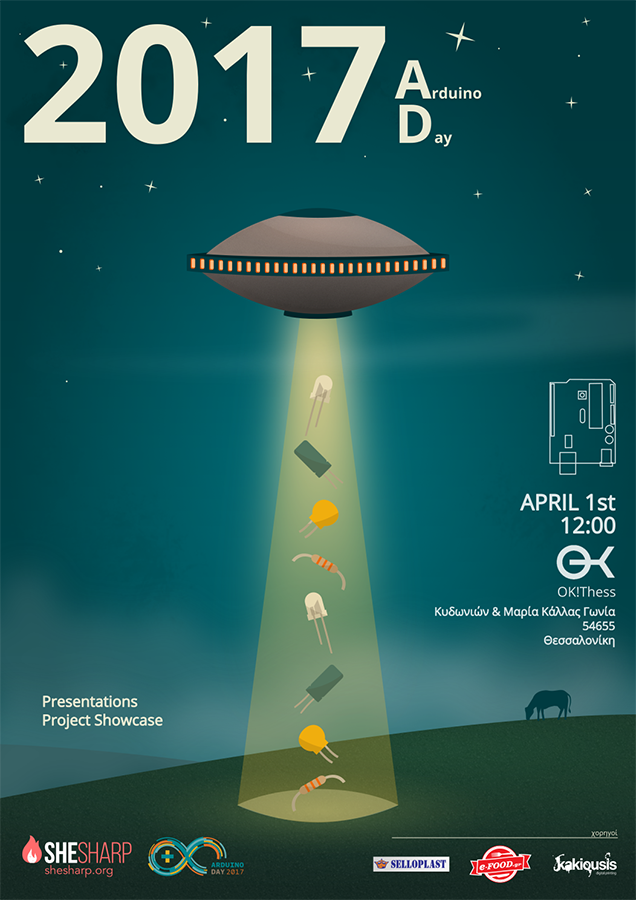 2017
Arduino
Day
APRIL 1st
12:00
OK!Thess
Κυδωνιών & Μαρία Κάλλας Γωνία
54655
Θεσσαλονίκη
Presentations
Project Showcase
χορηγοί
SHESHARP
shesharp.org
ARDUINO
DAY 2017
SELLOPLAST
e-FOOD.gr
kakiousis